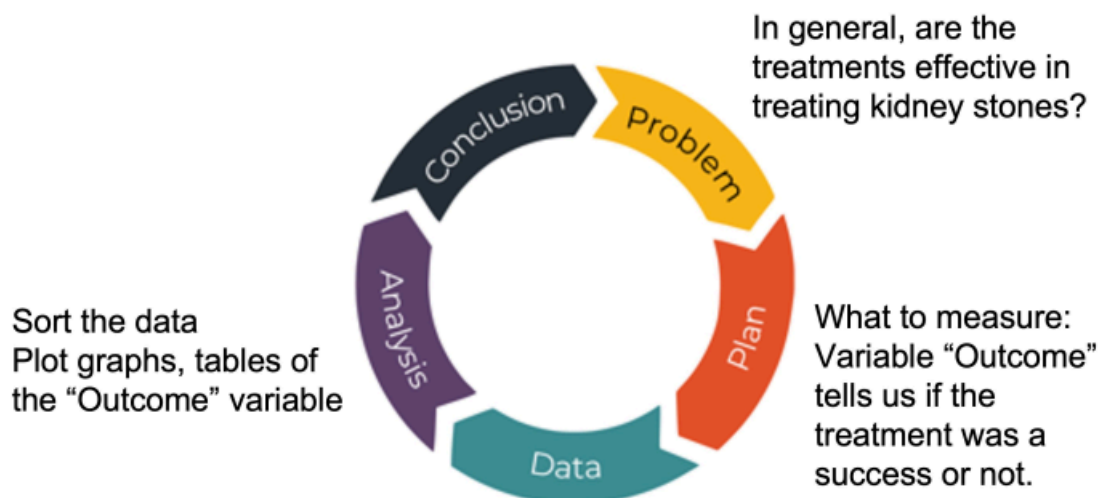 In general, are the
treatments effective in
treating kidney stones?
Conclusion
Problem
Analysis
Plan
Data
Sort the data
Plot graphs, tables of
the “Outcome” variable
What to measure:
Variable “Outcome”
tells us if the
treatment was a
success or not.